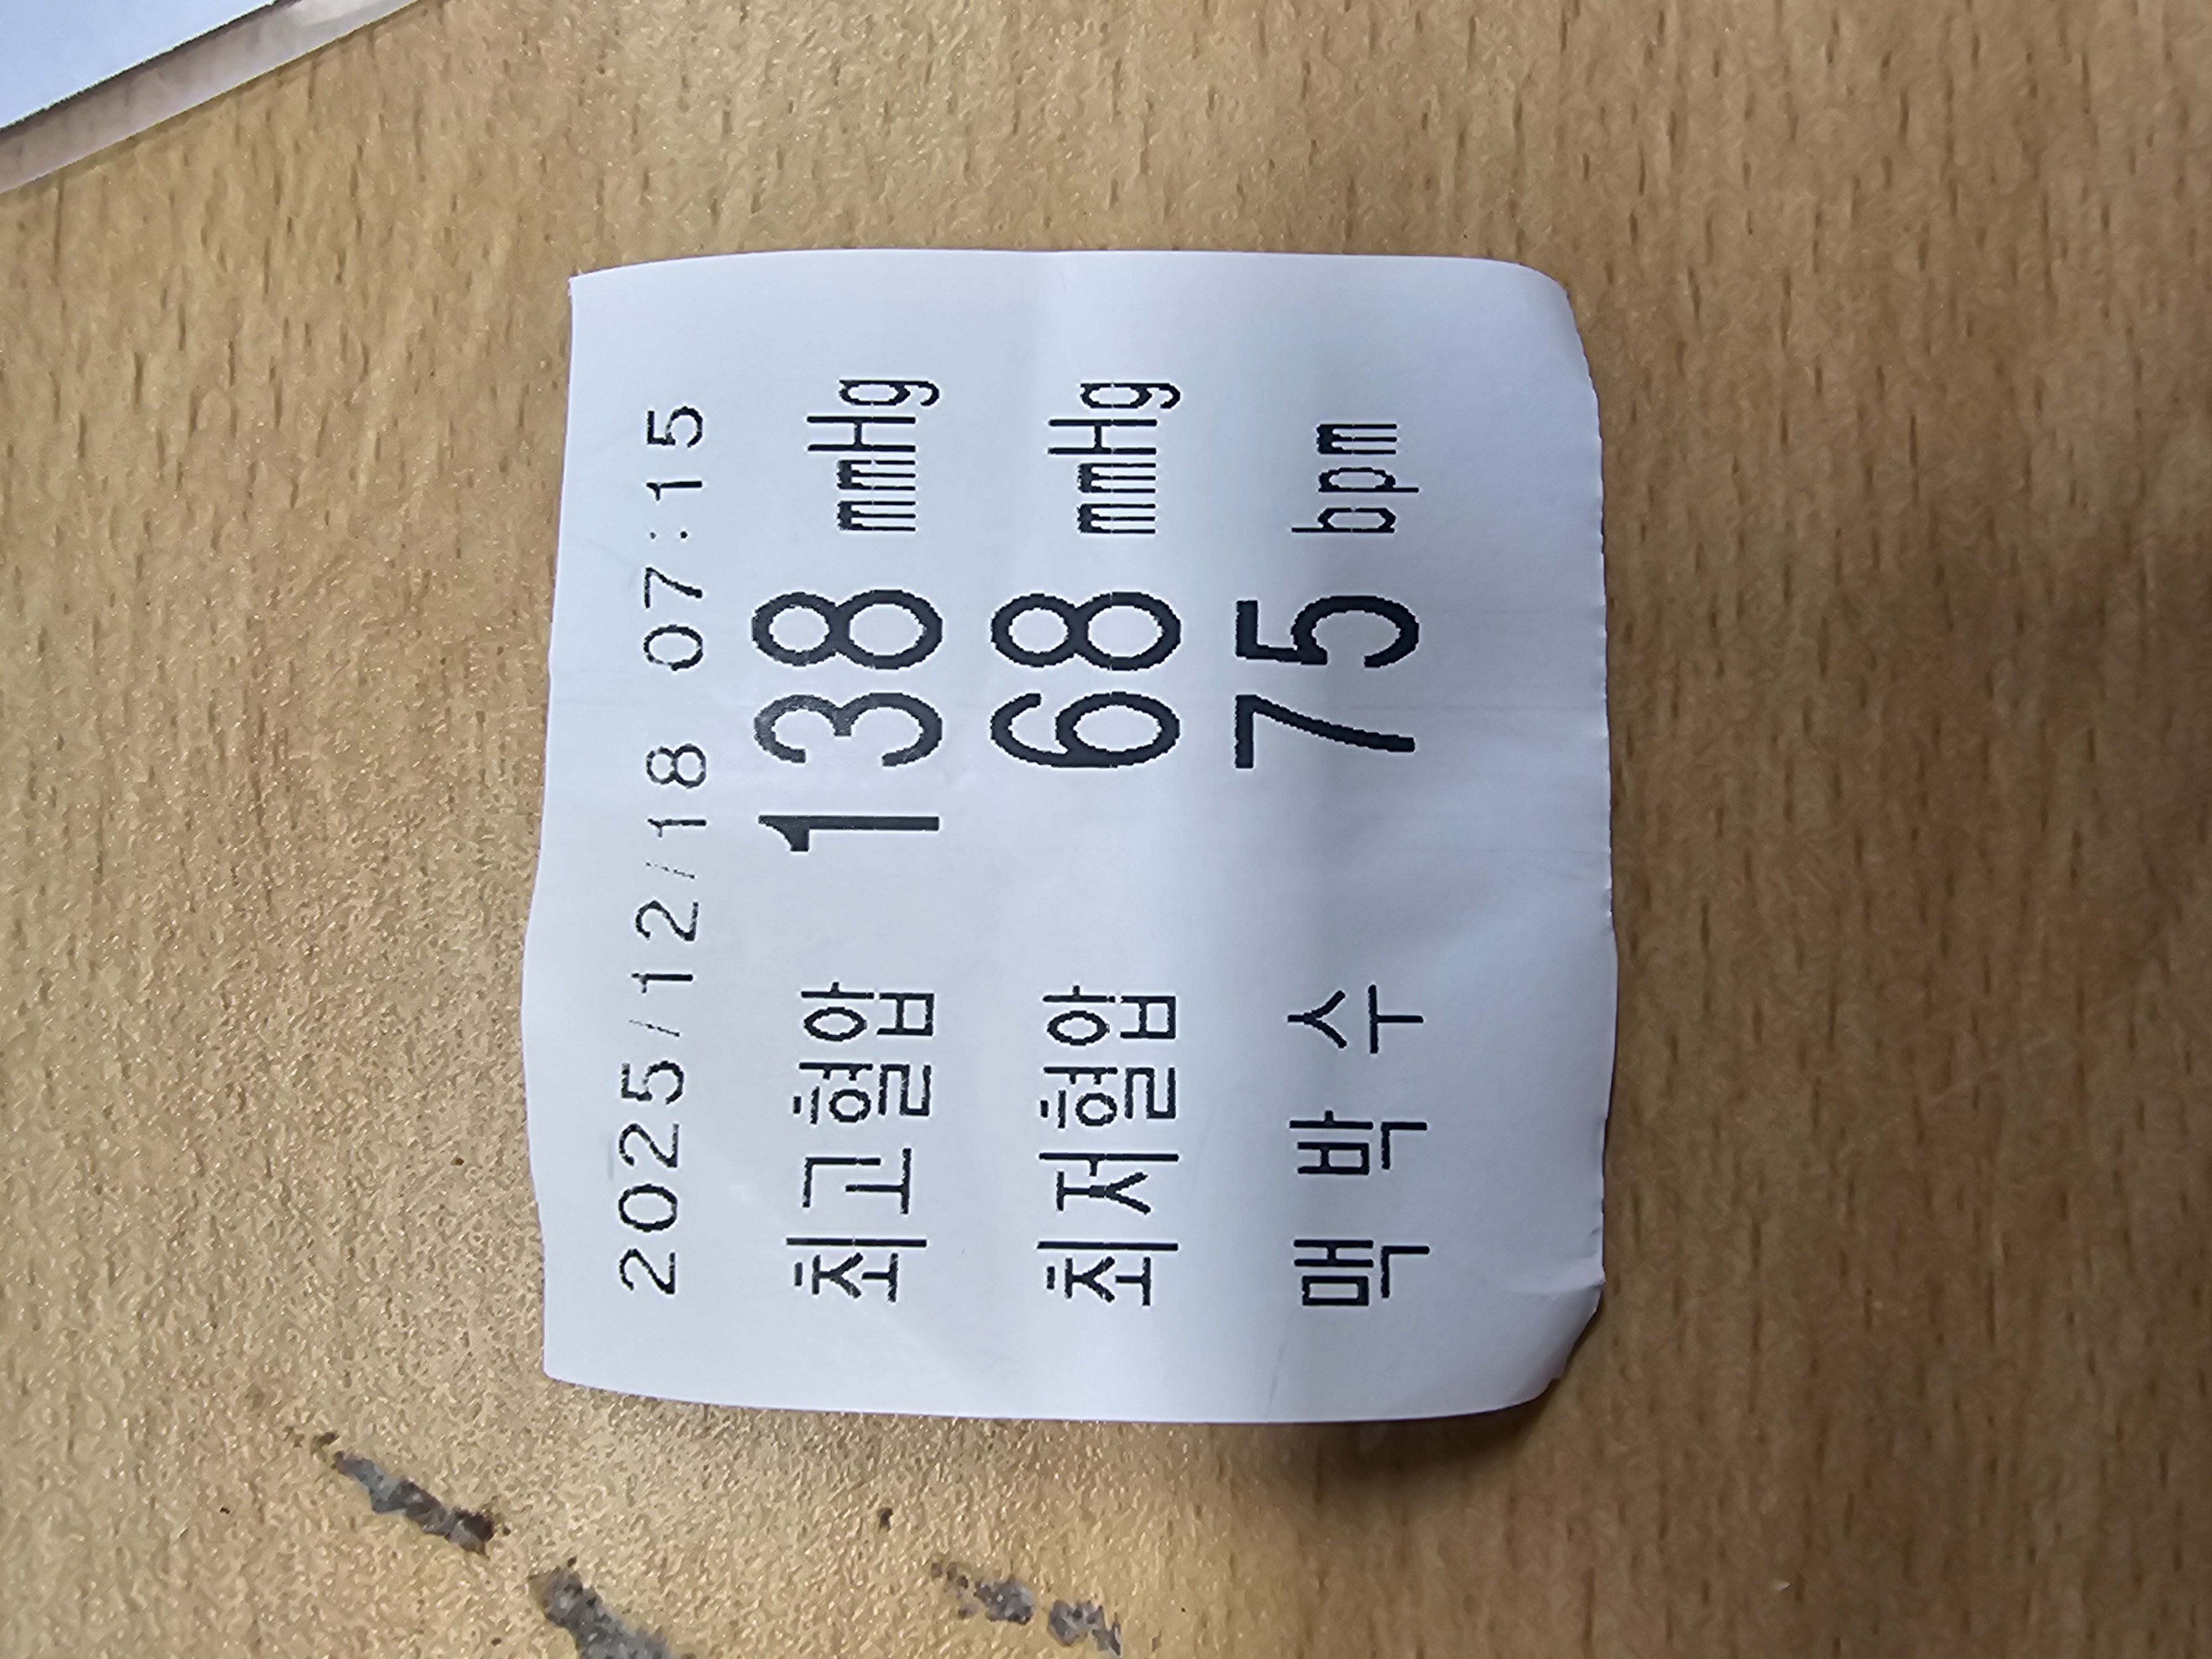 2025/12/18 07:15
최고혈압 138 mmHg
최저혈압 68 mmHg
맥 박 수 75 bpm